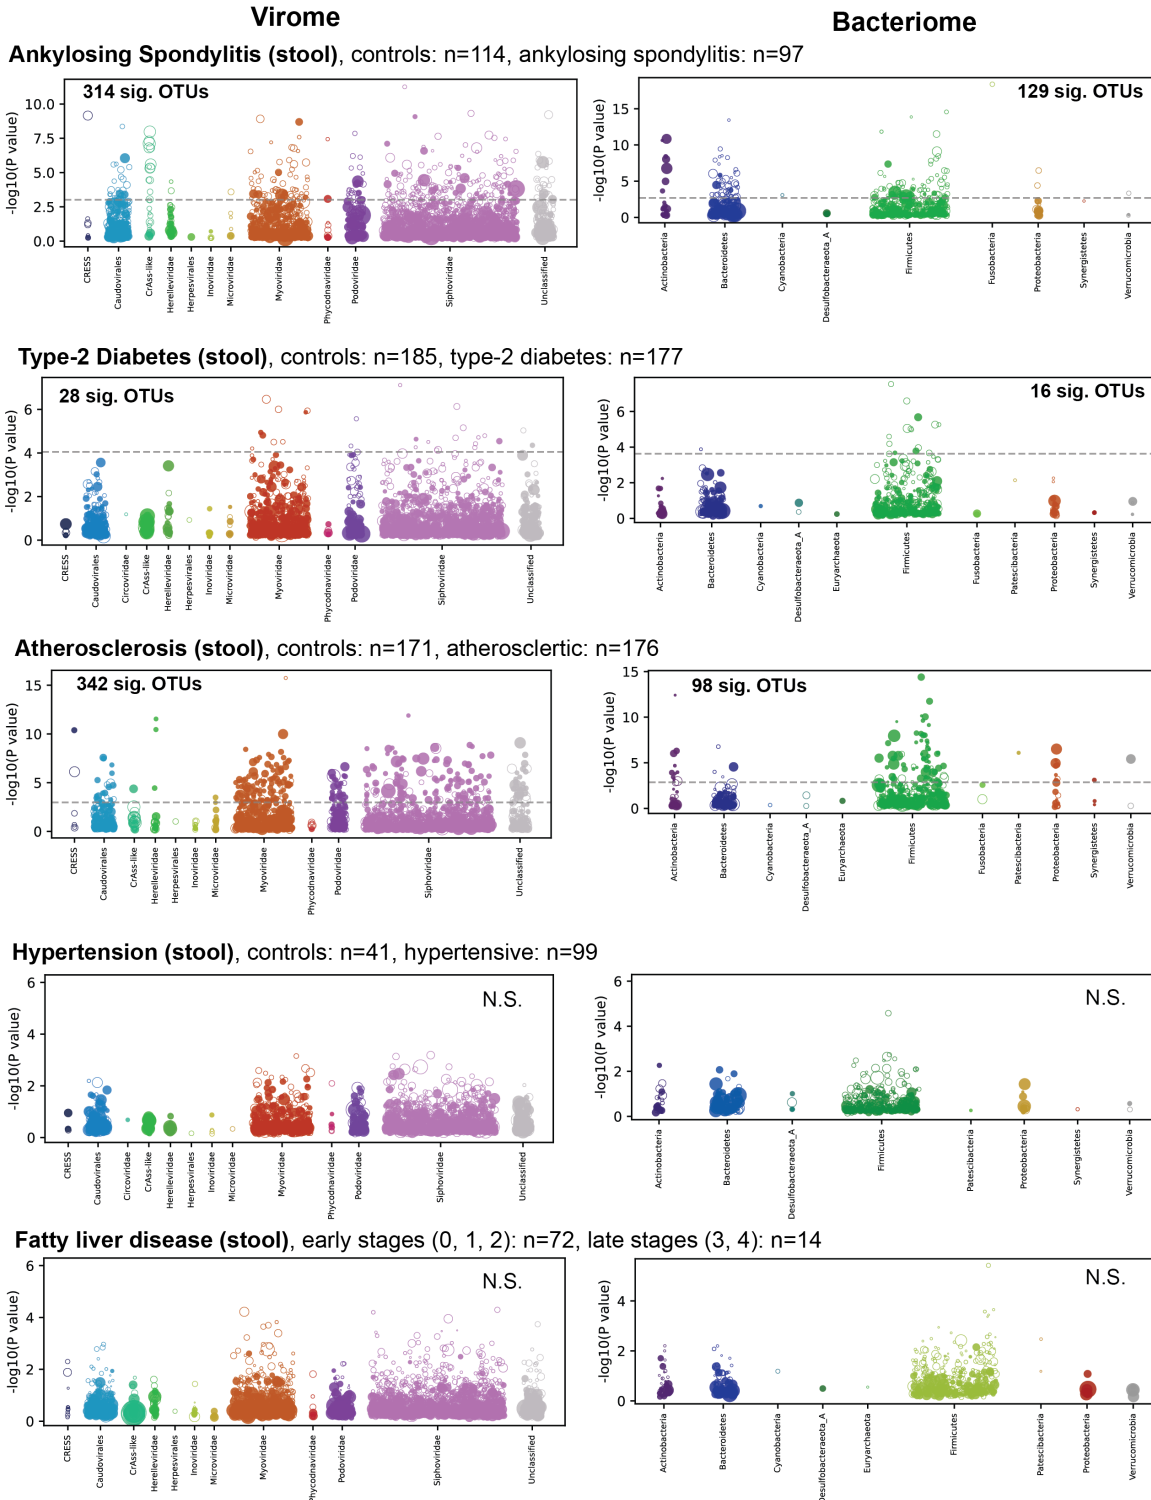 Virome
Bacteriome
Ankylosing Spondylitis (stool), controls: n=114, ankylosing spondylitis: n=97
314 sig. OTUs
-log10(P value)
10.0
7.5
5.0
2.5
0.0
CRESS
Caudovirales
CrAss-like
Herelleviridae
Herpesvirales
Inoviridae
Microviridae
Myoviridae
Phycodnaviridae
Podoviridae
Siphoviridae
Unclassified
129 sig. OTUs
-log10(P value)
15
10
5
0
Actinobacteria
Bacteroidetes
Cyanobacteria
Desulfobacteraeota_A
Firmicutes
Fusobacteria
Proteobacteria
Synergistetes
Verrucomicrobia
Type-2 Diabetes (stool), controls: n=185, type-2 diabetes: n=177
28 sig. OTUs
-log10(P value)
6
4
2
0
CRESS
Caudovirales
Circoviridae
CrAss-like
Herelleviridae
Herpesvirales
Inoviridae
Microviridae
Myoviridae
Phycodnaviridae
Podoviridae
Siphoviridae
Unclassified
16 sig. OTUs
-log10(P value)
6
4
2
0
Actinobacteria
Bacteroidetes
Cyanobacteria
Desulfobacteraeota_A
Euryarchaeota
Firmicutes
Fusobacteria
Patescibacteria
Proteobacteria
Synergistetes
Verrucomicrobia
Atherosclerosis (stool), controls: n=171, atherosclertic: n=176
342 sig. OTUs
-log10(P value)
15
10
5
0
CRESS
Caudovirales
CrAss-like
Herelleviridae
Herpesvirales
Inoviridae
Microviridae
Myoviridae
Phycodnaviridae
Podoviridae
Siphoviridae
Unclassified
98 sig. OTUs
-log10(P value)
15
10
5
0
Actinobacteria
Bacteroidetes
Cyanobacteria
Desulfobacteraeota_A
Euryarchaeota
Firmicutes
Fusobacteria
Patescibacteria
Proteobacteria
Synergistetes
Verrucomicrobia
Hypertension (stool), controls: n=41, hypertensive: n=99
N.S.
-log10(P value)
6
4
2
0
CRESS
Caudovirales
Circoviridae
CrAss-like
Herelleviridae
Herpesvirales
Inoviridae
Microviridae
Myoviridae
Phycodnaviridae
Podoviridae
Siphoviridae
Unclassified
N.S.
-log10(P value)
6
4
2
0
Actinobacteria
Bacteroidetes
Desulfobacteraeota_A
Firmicutes
Patescibacteria
Proteobacteria
Synergistetes
Verrucomicrobia
Fatty liver disease (stool), early stages (0, 1, 2): n=72, late stages (3, 4): n=14
N.S.
-log10(P value)
6
4
2
0
CRESS
Caudovirales
CrAss-like
Herelleviridae
Herpesvirales
Inoviridae
Microviridae
Myoviridae
Phycodnaviridae
Podoviridae
Siphoviridae
Unclassified
N.S.
-log10(P value)
4
2
0
Actinobacteria
Bacteroidetes
Cyanobacteria
Desulfobacteraeota_A
Euryarchaeota
Firmicutes
Patescibacteria
Proteobacteria
Verrucomicrobia